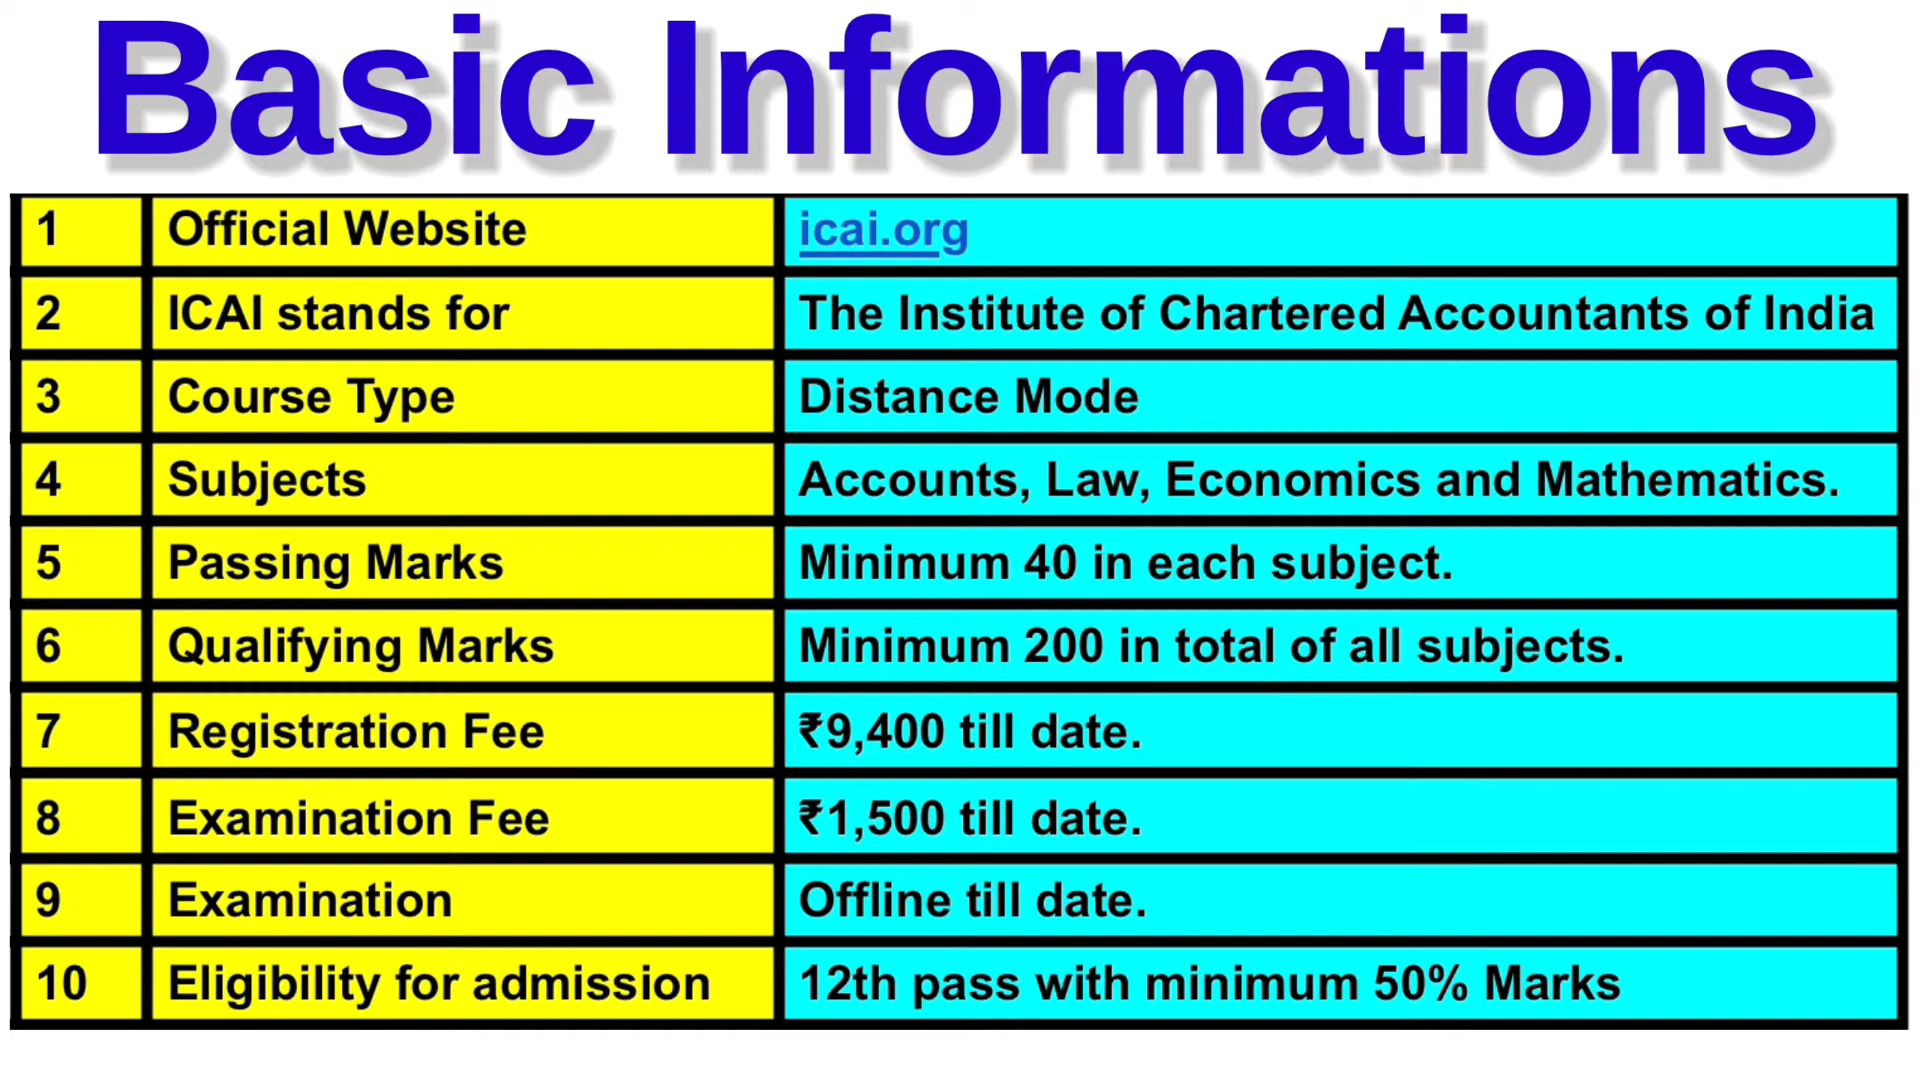 Basic Informations
1 Official Website icai.org
2 ICAI stands for The Institute of Chartered Accountants of India
3 Course Type Distance Mode
4 Subjects Accounts, Law, Economics and Mathematics.
5 Passing Marks Minimum 40 in each subject.
6 Qualifying Marks Minimum 200 in total of all subjects.
7 Registration Fee ₹9,400 till date.
8 Examination Fee ₹1,500 till date.
9 Examination Offline till date.
10 Eligibility for admission 12th pass with minimum 50% Marks